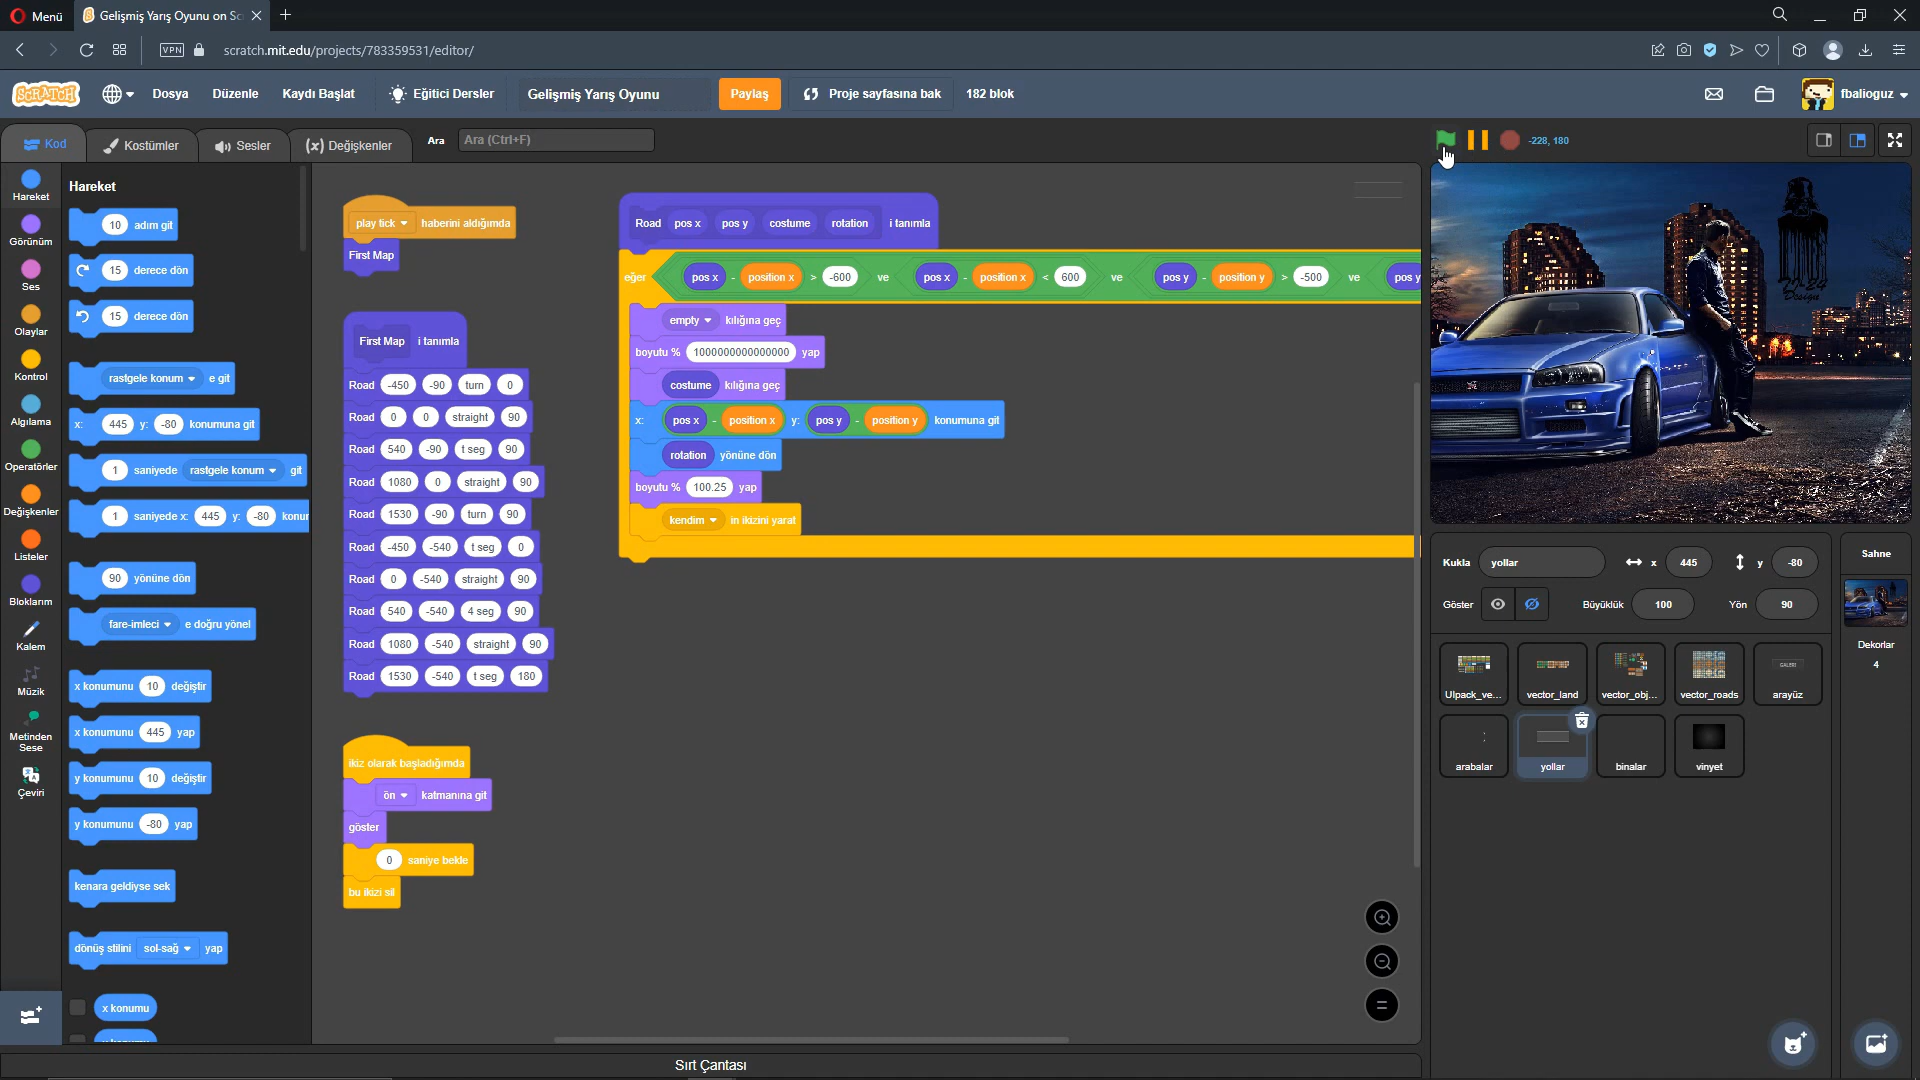 Menü
Gelişmiş Yarış Oyunu on Sc
VPN
scratch.mit.edu/projects/783359531/editor/
SCRATCH
Dosya
Düzenle
Kaydı Başlat
Eğitici Dersler
Gelişmiş Yarış Oyunu
Paylaş
Proje sayfasına bak
182 blok
fbalioguz
Kod
Kostümler
Sesler
(x) Değişkenler
Ara
Ara (Ctrl+F)
-228, 180
Hareket
Görünüm
Ses
Olaylar
Kontrol
Algılama
Operatörler
Değişkenler
Listeler
Bloklarım
Kalem
Müzik
Metinden Sese
Çeviri
Hareket
10 adım git
15 derece dön
15 derece dön
rastgele konum e git
x: 445 y: -80 konumuna git
1 saniyede rastgele konum git
1 saniyede x: 445 y: -80 konur
90 yönüne dön
fare-imleci e doğru yönel
x konumunu 10 değiştir
x konumunu 445 yap
y konumunu 10 değiştir
y konumunu -80 yap
kenara geldiyse sek
dönüş stilini sol-sağ yap
x konumu
play tick haberini aldığımda
First Map
First Map i tanımla
Road -450 -90 turn 0
Road 0 0 straight 90
Road 540 -90 t seg 90
Road 1080 0 straight 90
Road 1530 -90 turn 90
Road -450 -540 t seg 0
Road 0 -540 straight 90
Road 540 -540 4 seg 90
Road 1080 -540 straight 90
Road 1530 -540 t seg 180
ikiz olarak başladığımda
ön katmanına git
göster
0 saniye bekle
bu ikizi sil
Road pos x pos y costume rotation i tanımla
eğer pos x - position x > -600 ve pos x - position x < 600 ve pos y - position y > -500 ve pos y
empty kılığına geç
boyutu % 1000000000000000 yap
costume kılığına geç
x: pos x - position x y: pos y - position y konumuna git
rotation yönüne dön
boyutu % 100.25 yap
kendim in ikizini yarat
Sırt Çantası
TJ-24
Design
Kukla yollar x 445 y -80
Göster Büyüklük 100 Yön 90
UIpack_ve...
vector_land
vector_obj...
vector_roads
GALERİ
arayüz
arabalar
yollar
binalar
vinyet
Sahne
Dekorlar
4